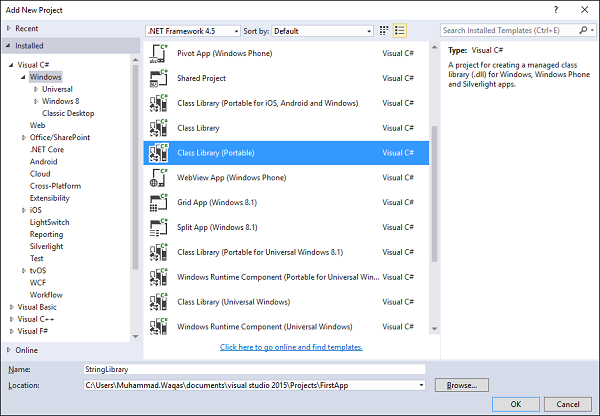 Add New Project
? ×
Recent
.NET Framework 4.5 Sort by: Default
Search Installed Templates (Ctrl+E)
Installed
Visual C#
Windows
Universal
Windows 8
Classic Desktop
Web
Office/SharePoint
.NET Core
Android
Cloud
Cross-Platform
Extensibility
iOS
LightSwitch
Reporting
Silverlight
Test
tvOS
WCF
Workflow
Visual Basic
Visual C++
Visual F#
Online
Pivot App (Windows Phone) Visual C#
Shared Project Visual C#
Class Library (Portable for iOS, Android and Windows) Visual C#
Class Library Visual C#
Class Library (Portable) Visual C#
WebView App (Windows Phone) Visual C#
Grid App (Windows 8.1) Visual C#
Split App (Windows 8.1) Visual C#
Class Library (Portable for Universal Windows 8.1) Visual C#
Windows Runtime Component (Portable for Universal Win... Visual C#
Class Library (Universal Windows) Visual C#
Windows Runtime Component (Universal Windows) Visual C#
Click here to go online and find templates.
Type: Visual C#
A project for creating a managed class
library (.dll) for Windows, Windows Phone
and Silverlight apps.
Name: StringLibrary
Location: C:\Users\Muhammad.Waqas\documents\visual studio 2015\Projects\FirstApp
Browse...
OK Cancel